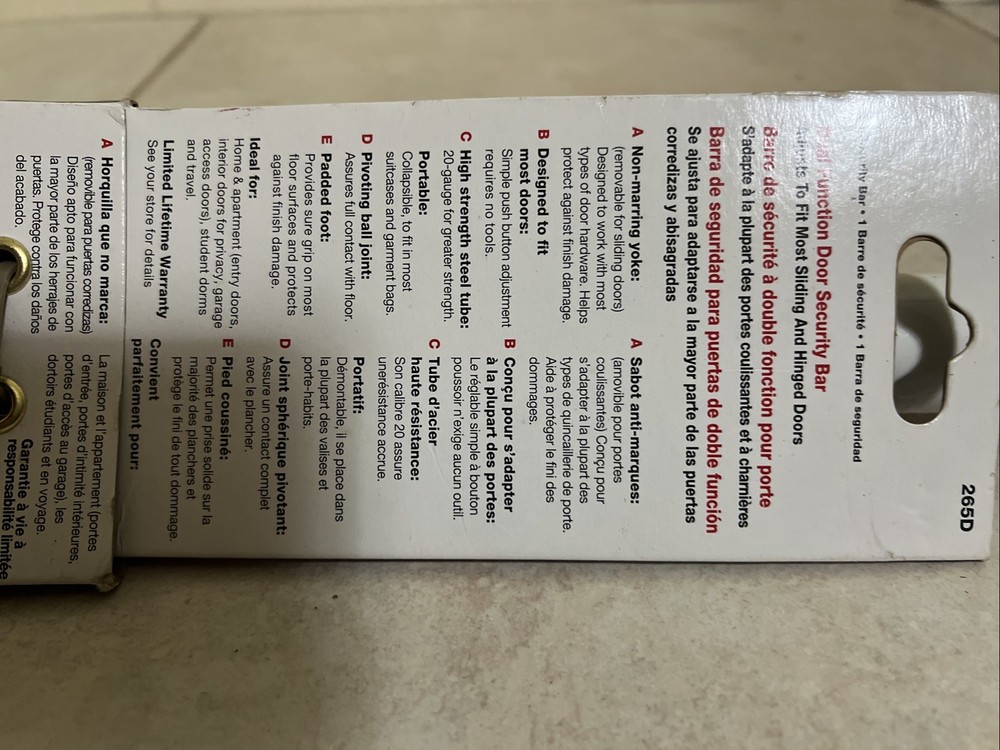 265D
Bar • 1 Barre de sécurité • 1 Barra de seguridad
Function Door Security Bar
To Fit Most Sliding And Hinged Doors
Barre de sécurité à double fonction pour porte
S'adapte à la plupart des portes coulissantes et à charnières
Barra de seguridad para puertas de doble función
Se ajusta para adaptarse a la mayor parte de las puertas
corredizas y abisagradas
A Non-marring yoke:
(removable for sliding doors)
Designed to work with most
types of door hardware. Helps
protect against finish damage.
B Designed to fit
most doors:
Simple push button adjustment
requires no tools.
C High strength steel tube:
20-gauge for greater strength.
Portable:
Collapsible, to fit in most
suitcases and garment bags.
D Pivoting ball joint:
Assures full contact with floor.
E Padded foot:
Provides sure grip on most
floor surfaces and protects
against finish damage.
Ideal for:
Home & apartment (entry doors,
interior doors for privacy, garage
access doors), student dorms
and travel.
Limited Lifetime Warranty
See your store for details
A Sabot anti-marques:
(amovible pour portes
coulissantes) Conçu pour
s'adapter à la plupart des
types de quincaillerie de porte.
Aide à protéger le fini des
dommages.
B Conçu pour s'adapter
à la plupart des portes:
Le réglable simple à bouton
poussoir n'exige aucun outil.
C Tube d'acier
haute résistance:
Son calibre 20 assure
unerésistance accrue.
Portatif:
Démontable, il se place dans
la plupart des valises et
porte-habits.
D Joint sphérique pivotant:
Assure un contact complet
avec le plancher.
E Pied coussiné:
Permet une prise solide sur la
majorité des planchers et
protège le fini de tout dommage.
Convient
parfaitement pour:
La maison et l'appartement (portes
d'entrée, portes d'intimité intérieures,
portes d'accès au garage), les
dortoirs étudiants et en voyage.
Garantie à vie à
responsabilité limitée
A Horquilla que no marca:
(removible para puertas corredizas)
Diseño apto para funcionar con
la mayor parte de los herrajes de
puertas. Protege contra los daños
del acabado.